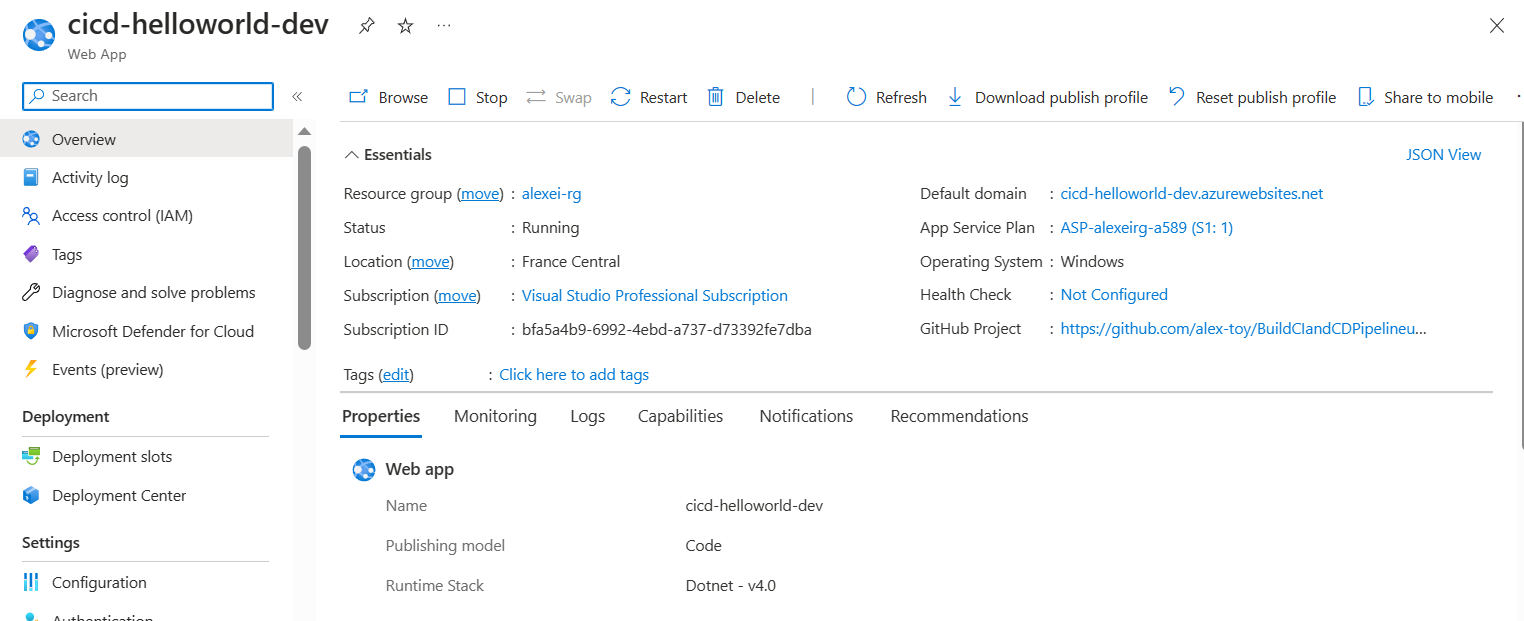 cicd-helloworld-dev
Web App
Search
Browse Stop Swap Restart Delete Refresh Download publish profile Reset publish profile Share to mobile
Overview
Activity log
Access control (IAM)
Tags
Diagnose and solve problems
Microsoft Defender for Cloud
Events (preview)
Deployment
Deployment slots
Deployment Center
Settings
Configuration
Authentication
Essentials
JSON View
Resource group (move) : alexei-rg
Status : Running
Location (move) : France Central
Subscription (move) : Visual Studio Professional Subscription
Subscription ID : bfa5a4b9-6992-4ebd-a737-d73392fe7dba
Default domain : cicd-helloworld-dev.azurewebsites.net
App Service Plan : ASP-alexeirg-a589 (S1: 1)
Operating System : Windows
Health Check : Not Configured
GitHub Project : https://github.com/alex-toy/BuildCIandCDPipelineu...
Tags (edit) : Click here to add tags
Properties Monitoring Logs Capabilities Notifications Recommendations
Web app
Name cicd-helloworld-dev
Publishing model Code
Runtime Stack Dotnet - v4.0